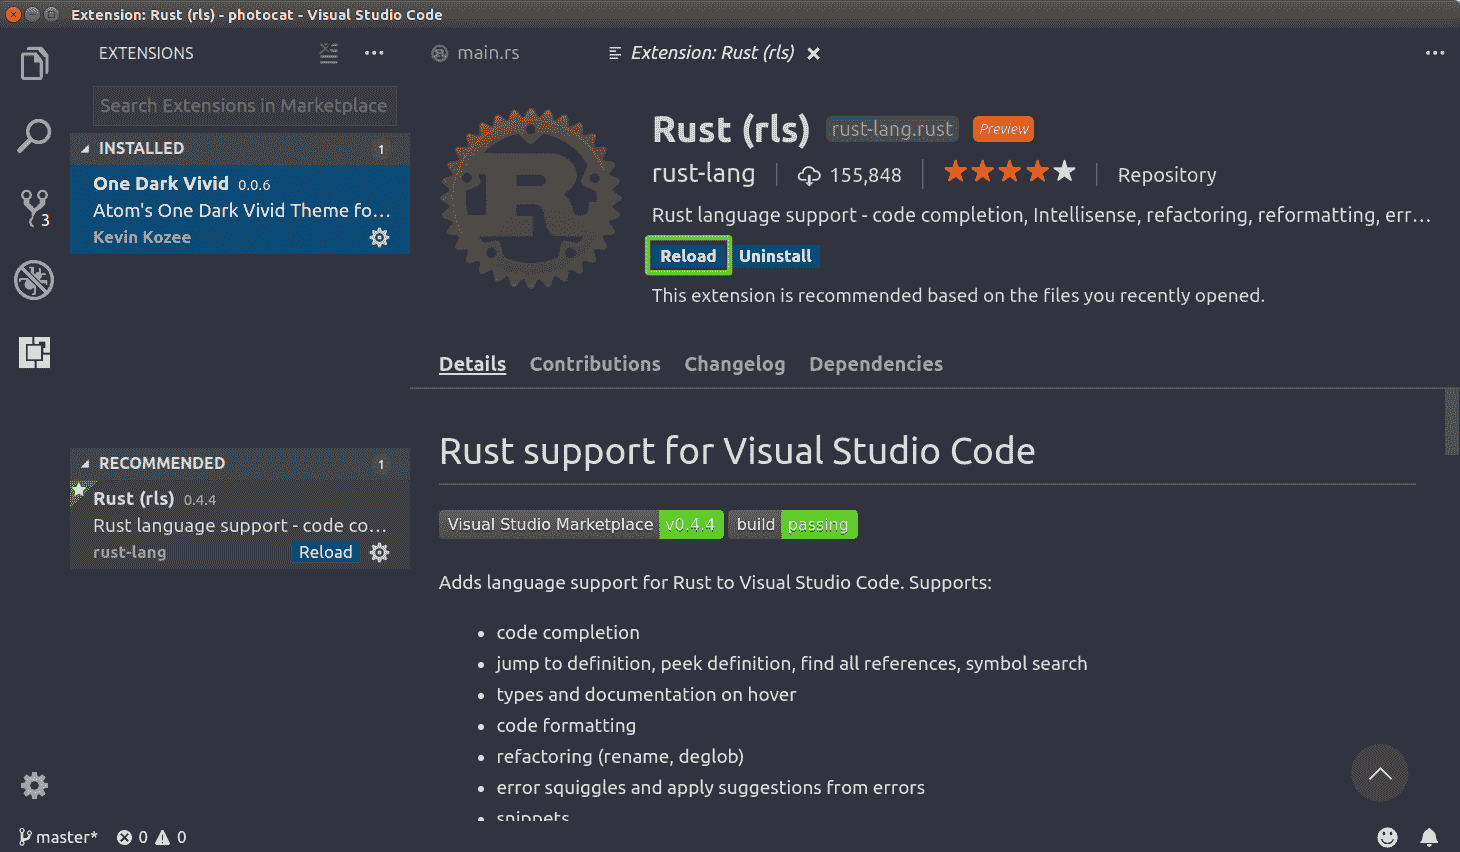 Extension: Rust (rls) - photocat - Visual Studio Code
EXTENSIONS
Search Extensions in Marketplace
INSTALLED 1
One Dark Vivid 0.0.6
Atom's One Dark Vivid Theme fo...
Kevin Kozee
RECOMMENDED 1
Rust (rls) 0.4.4
Rust language support - code co...
rust-lang Reload
3
main.rs Extension: Rust (rls)
Rust (rls) rust-lang.rust Preview
rust-lang 155,848 Repository
Rust language support - code completion, Intellisense, refactoring, reformatting, err...
Reload Uninstall
This extension is recommended based on the files you recently opened.
Details Contributions Changelog Dependencies
Rust support for Visual Studio Code
Visual Studio Marketplace v0.4.4 build passing
Adds language support for Rust to Visual Studio Code. Supports:
• code completion
• jump to definition, peek definition, find all references, symbol search
• types and documentation on hover
• code formatting
• refactoring (rename, deglob)
• error squiggles and apply suggestions from errors
• snippets
master* 0 0